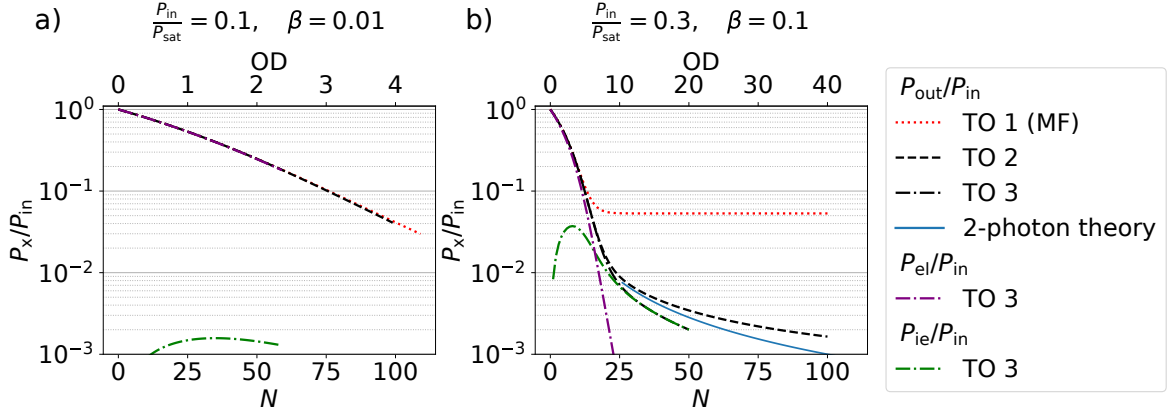 a)
P_in/P_sat = 0.1, β = 0.01
OD
0 1 2 3 4
10^0
10^-1
10^-2
10^-3
P_x/P_in
0 25 50 75 100
N
b)
P_in/P_sat = 0.3, β = 0.1
OD
0 10 20 30 40
10^0
10^-1
10^-2
10^-3
P_x/P_in
0 25 50 75 100
N
P_out/P_in
TO 1 (MF)
TO 2
TO 3
2-photon theory
P_el/P_in
TO 3
P_ie/P_in
TO 3